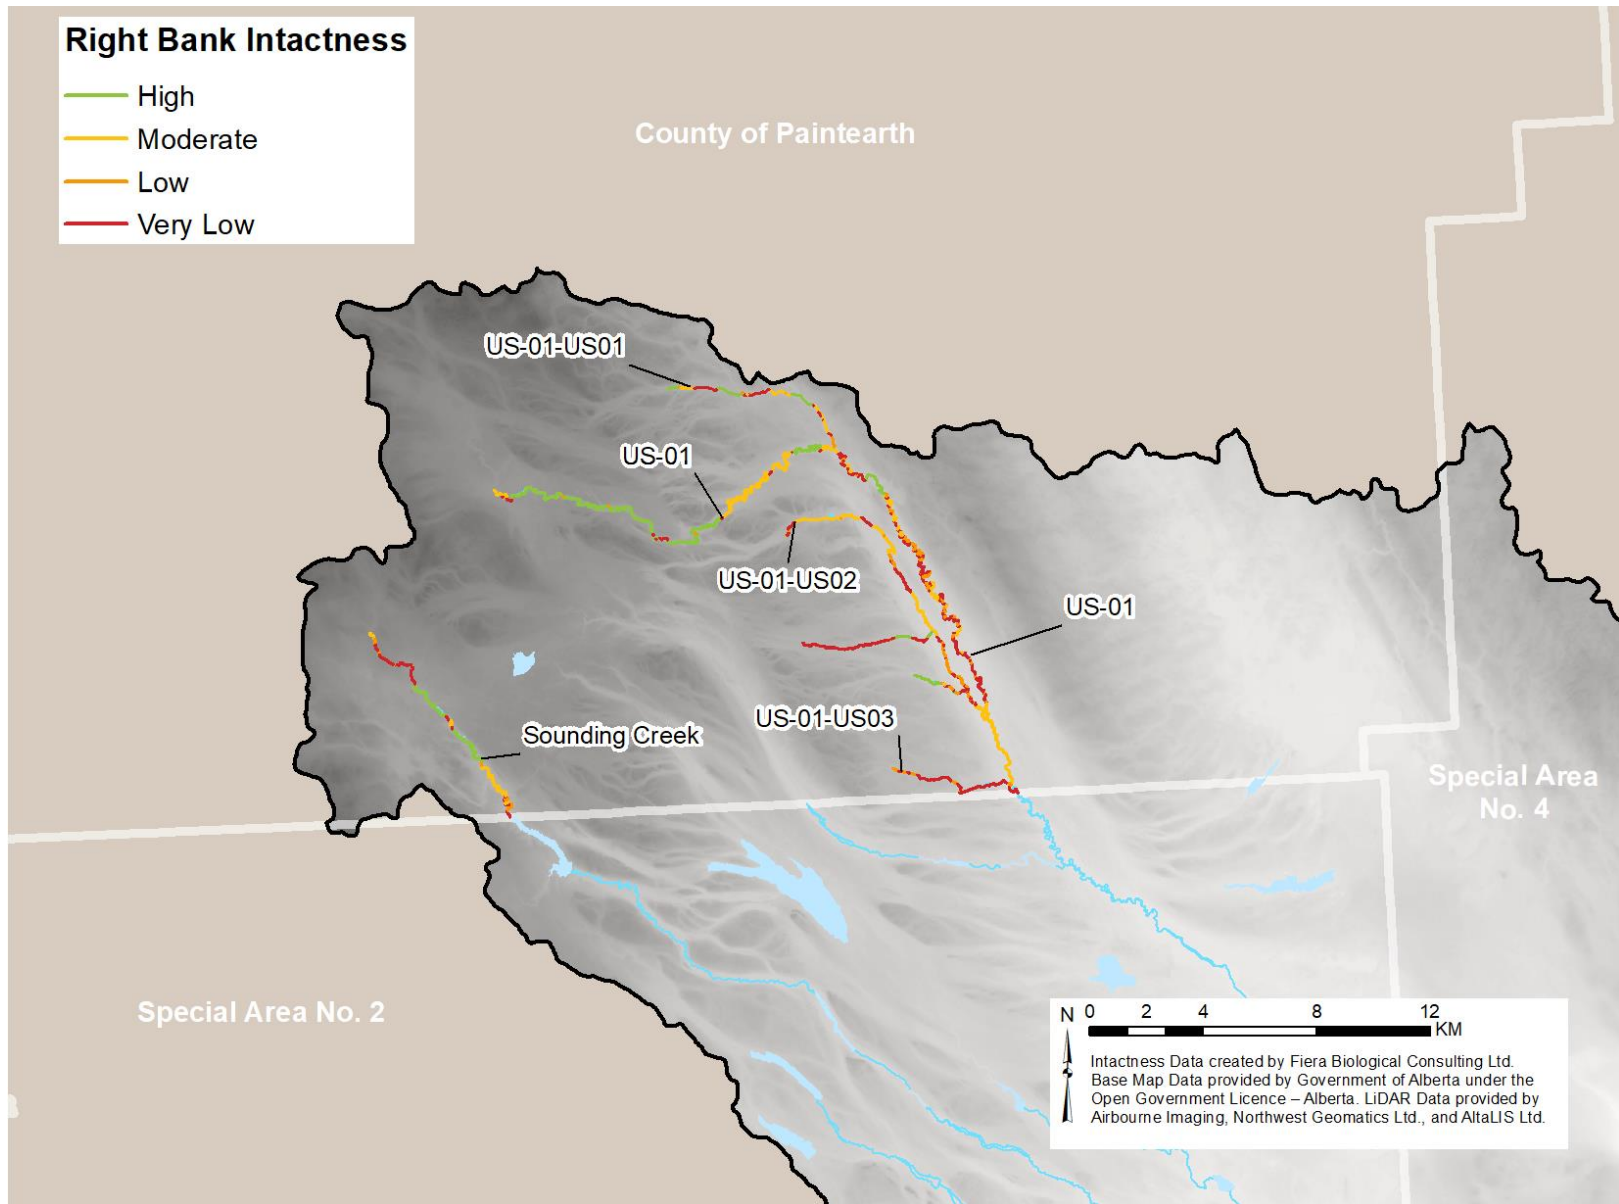 Right Bank Intactness
High
Moderate
Low
Very Low
County of Paintearth
US-01-US01
US-01
US-01-US02
US-01
US-01-US03
Sounding Creek
Special Area
No. 4
Special Area No. 2
N 0 2 4 8 12
KM
Intactness Data created by Fiera Biological Consulting Ltd.
Base Map Data provided by Government of Alberta under the
Open Government Licence – Alberta. LiDAR Data provided by
Airbourne Imaging, Northwest Geomatics Ltd., and AltaLIS Ltd.